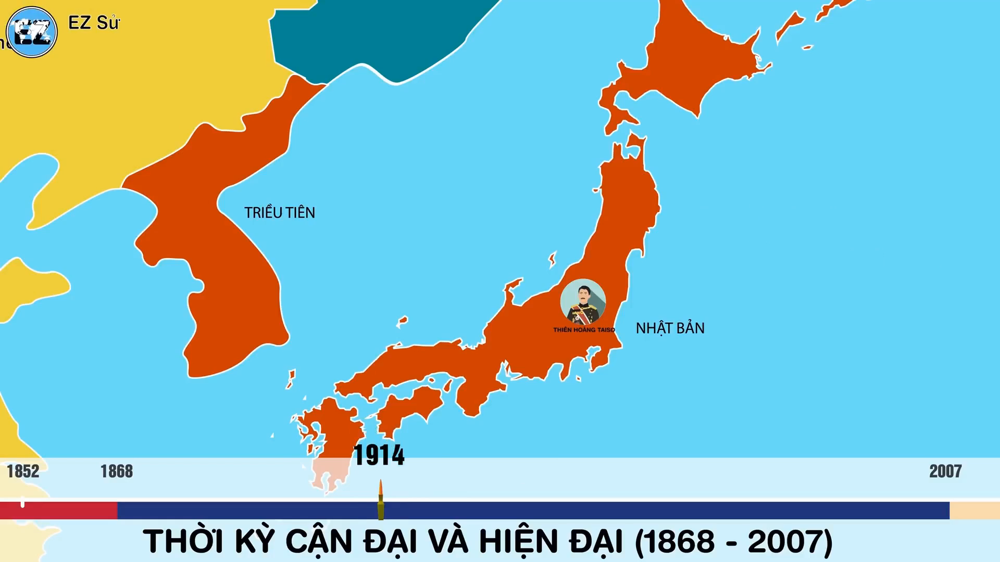 EZ Sử
EZ
TRIỀU TIÊN
THIÊN HOÀNG TAISO
NHẬT BẢN
1914
1852
1868
2007
THỜI KỲ CẬN ĐẠI VÀ HIỆN ĐẠI (1868 - 2007)